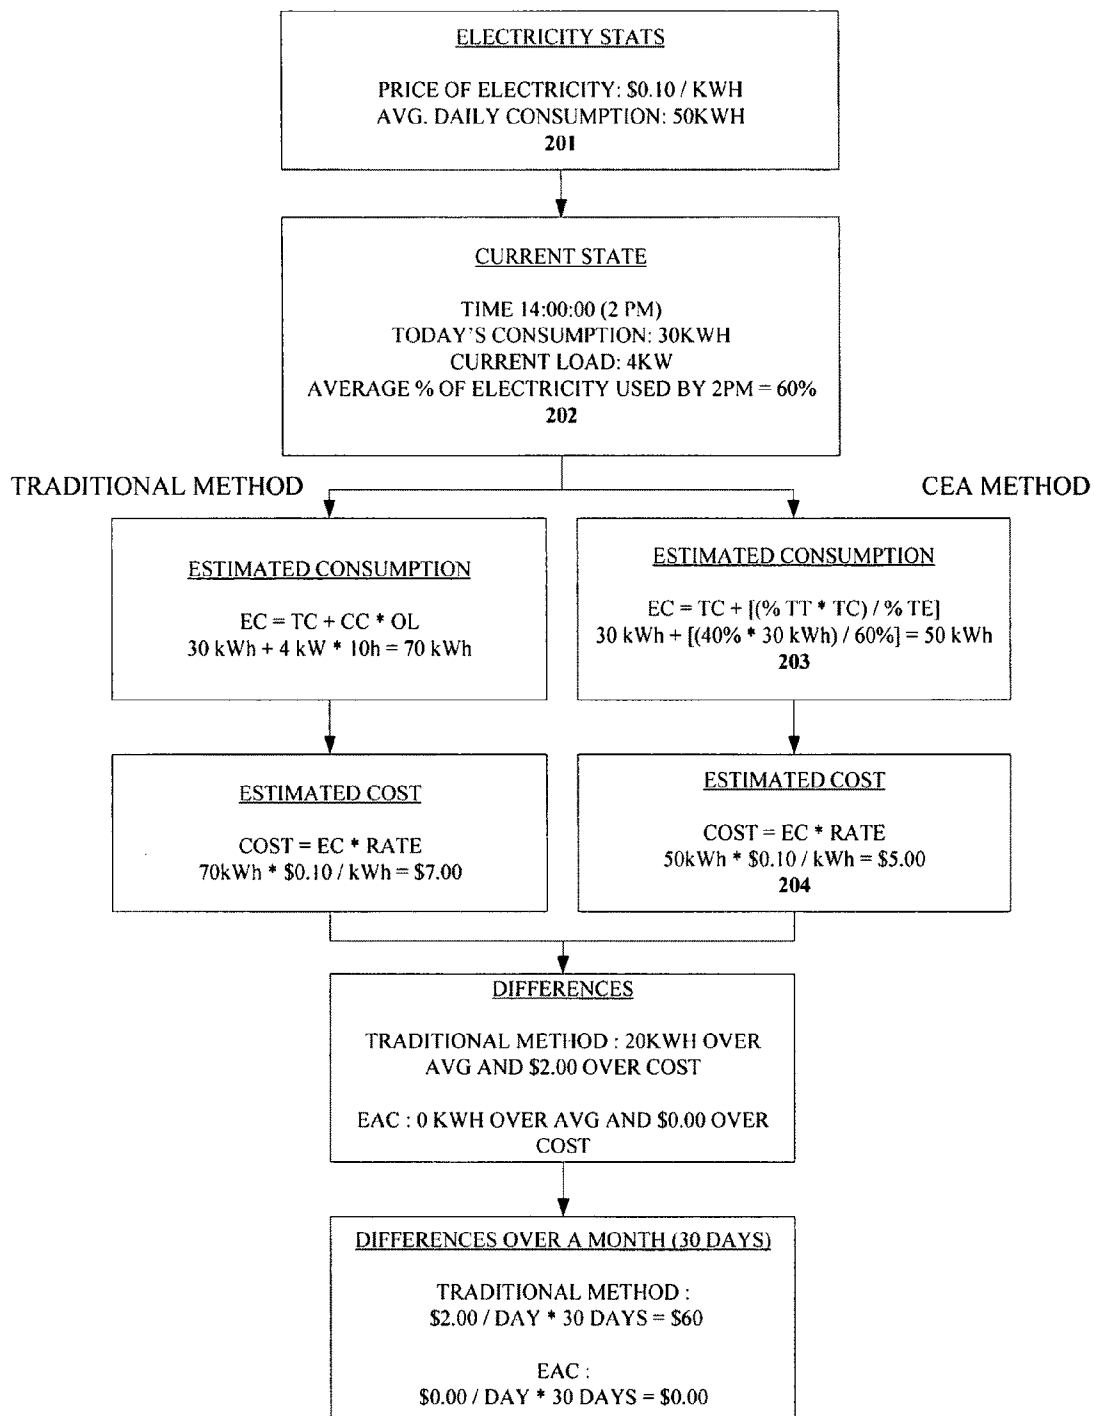 ELECTRICITY STATS
PRICE OF ELECTRICITY: $0.10 / KWH
AVG. DAILY CONSUMPTION: 50KWH
201
CURRENT STATE
TIME 14:00:00 (2 PM)
TODAY'S CONSUMPTION: 30KWH
CURRENT LOAD: 4KW
AVERAGE % OF ELECTRICITY USED BY 2PM = 60%
202
TRADITIONAL METHOD
ESTIMATED CONSUMPTION
EC = TC + CC * OL
30 kWh + 4 kW * 10h = 70 kWh
CEA METHOD
ESTIMATED CONSUMPTION
EC = TC + [(% TT * TC) / % TE]
30 kWh + [(40% * 30 kWh) / 60%] = 50 kWh
203
ESTIMATED COST
COST = EC * RATE
70kWh * $0.10 / kWh = $7.00
ESTIMATED COST
COST = EC * RATE
50kWh * $0.10 / kWh = $5.00
204
DIFFERENCES
TRADITIONAL METHOD : 20KWH OVER
AVG AND $2.00 OVER COST
EAC : 0 KWH OVER AVG AND $0.00 OVER
COST
DIFFERENCES OVER A MONTH (30 DAYS)
TRADITIONAL METHOD :
$2.00 / DAY * 30 DAYS = $60
EAC :
$0.00 / DAY * 30 DAYS = $0.00